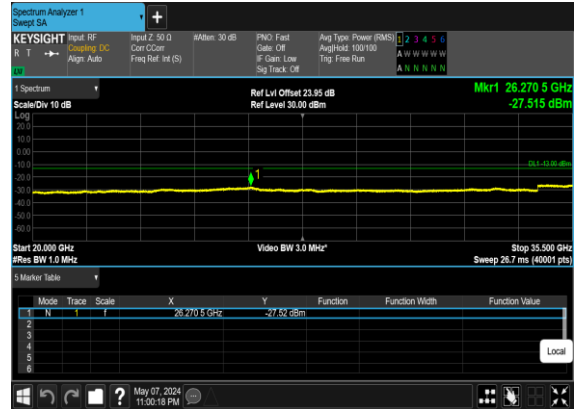 Spectrum Analyzer 1
Swept SA
+
KEYSIGHT Input: RF Input Z: 50 Ω #Atten: 30 dB PNO: Fast Avg Type: Power (RMS) 1 2 3 4 5 6
R T Coupling: DC Corr CCorr Gate: Off Avg|Hold: 100/100 A W W W W W
Align: Auto Freq Ref: Int (S) IF Gain: Low Trig: Free Run
LM Sig Track: Off A N N N N N
1 Spectrum Ref Lvl Offset 23.95 dB Mkr1 26.270 5 GHz
Scale/Div 10 dB Ref Level 30.00 dBm -27.515 dBm
Log
20.0
10.0
0.00
-10.0 DL1 -13.00 dBm
-20.0 1
-30.0
-40.0
-50.0
-60.0
Start 20.000 GHz Video BW 3.0 MHz* Stop 35.500 GHz
#Res BW 1.0 MHz Sweep 26.7 ms (40001 pts)
5 Marker Table
Mode Trace Scale X Y Function Function Width Function Value
1 N 1 f 26.270 5 GHz -27.52 dBm
2
3
4
5
6
Local
? May 07, 2024
11:00:18 PM